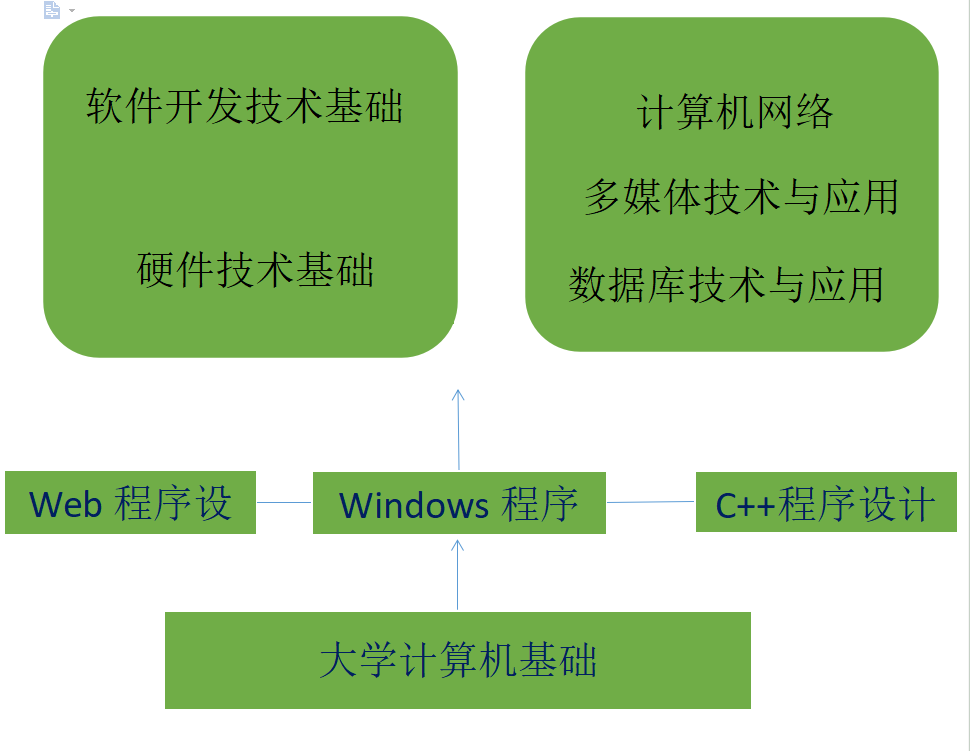 软件开发技术基础
硬件技术基础
计算机网络
多媒体技术与应用
数据库技术与应用
Web 程序设
Windows 程序
C++程序设计
大学计算机基础